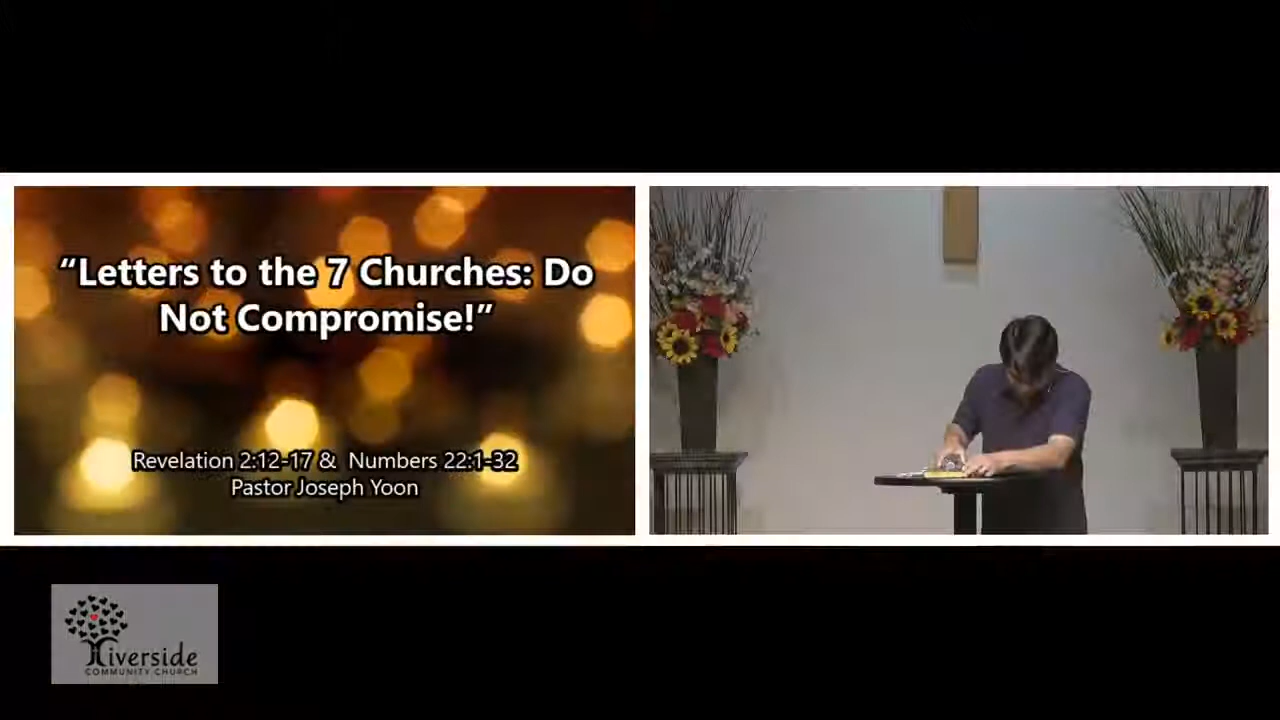 “Letters to the 7 Churches: Do
Not Compromise!”
Revelation 2:12-17 &  Numbers 22:1-32
Pastor Joseph Yoon
Riverside
COMMUNITY CHURCH